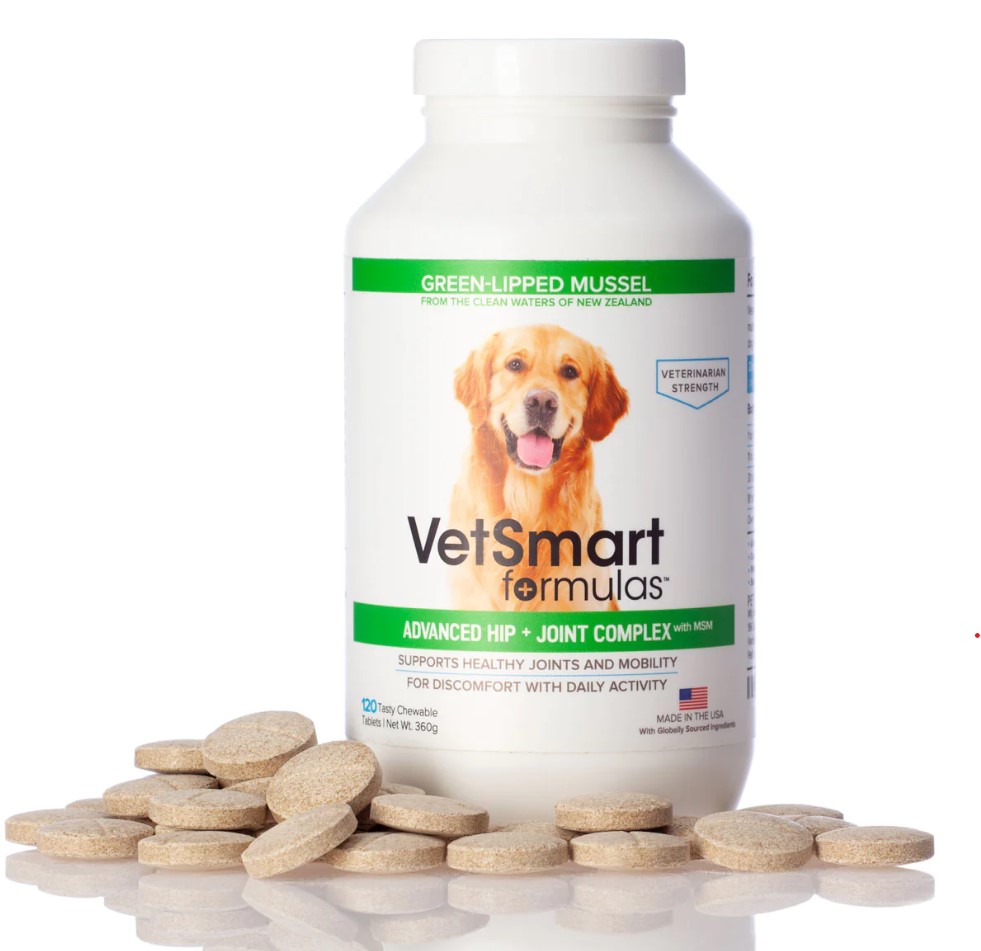 GREEN-LIPPED MUSSEL
FROM THE CLEAN WATERS OF NEW ZEALAND
VETERINARIAN
STRENGTH
VetSmart
formulas™
ADVANCED HIP + JOINT COMPLEX with MSM
SUPPORTS HEALTHY JOINTS AND MOBILITY
FOR DISCOMFORT WITH DAILY ACTIVITY
120 Tasty Chewable
Tablets | Net Wt. 360g
MADE IN THE USA
With Globally Sourced Ingredients